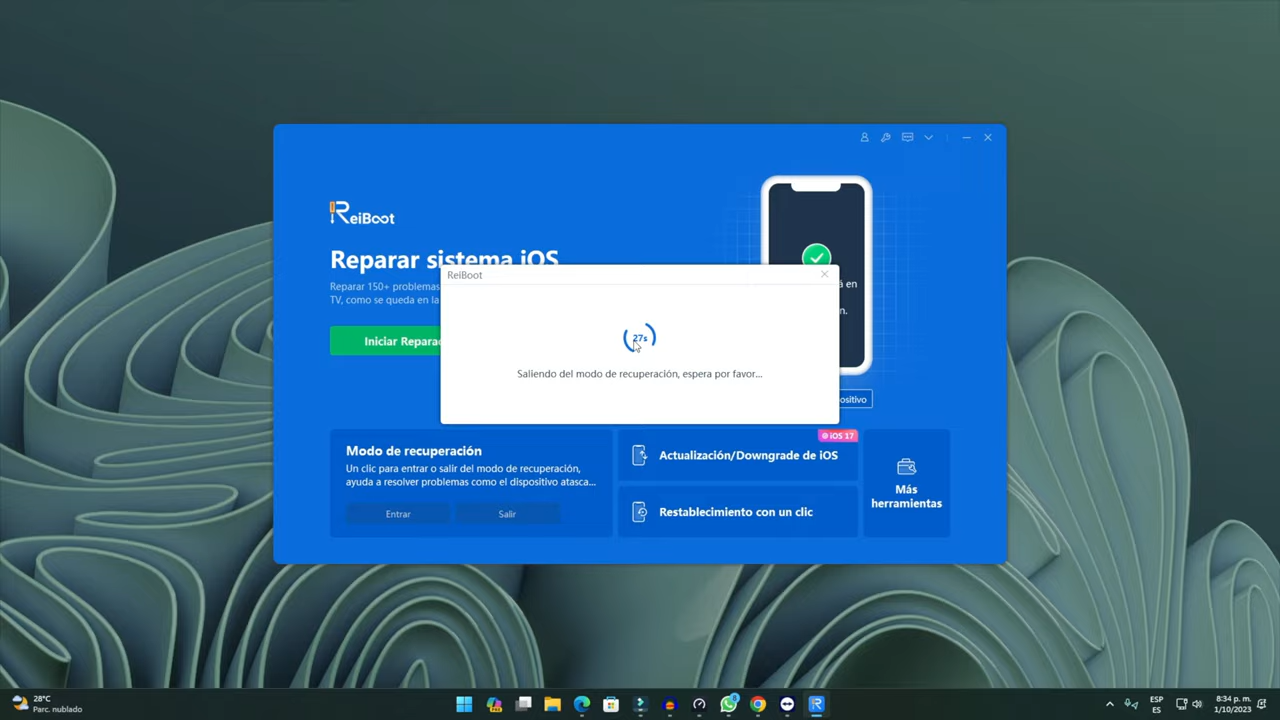 ReiBoot
Reparar sistema iOS
Reparar 150+ problemas
TV, como se queda en la
Iniciar Reparac
ReiBoot
27s
Saliendo del modo de recuperación, espera por favor...
á en
n.
ositivo
Modo de recuperación
Un clic para entrar o salir del modo de recuperación,
ayuda a resolver problemas como el dispositivo atasca...
Entrar
Salir
iOS 17
Actualización/Downgrade de iOS
Restablecimiento con un clic
Más
herramientas
28°C
Parc. nublado
ESP
ES
8:34 p. m.
1/10/2023